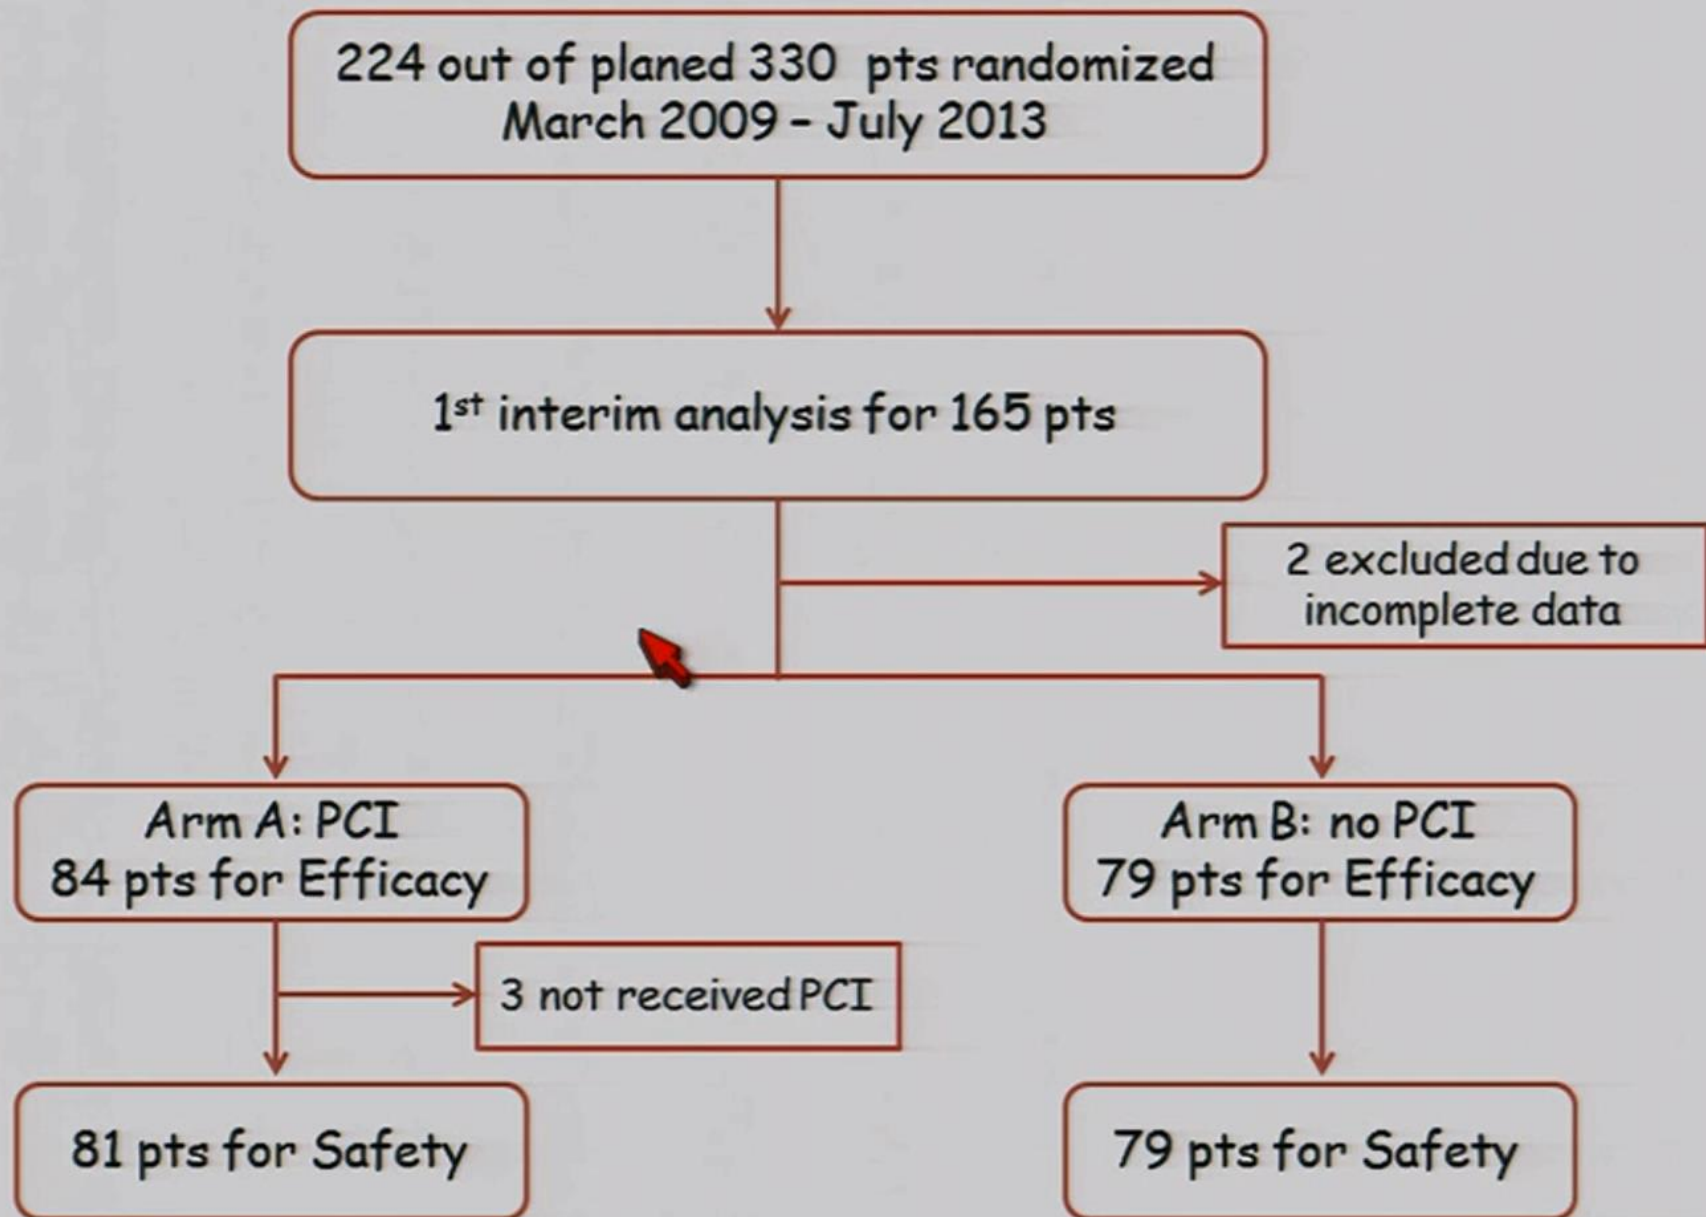 224 out of planed 330 pts randomized
March 2009 – July 2013
1st interim analysis for 165 pts
2 excluded due to
incomplete data
Arm A: PCI
84 pts for Efficacy
Arm B: no PCI
79 pts for Efficacy
3 not received PCI
81 pts for Safety
79 pts for Safety